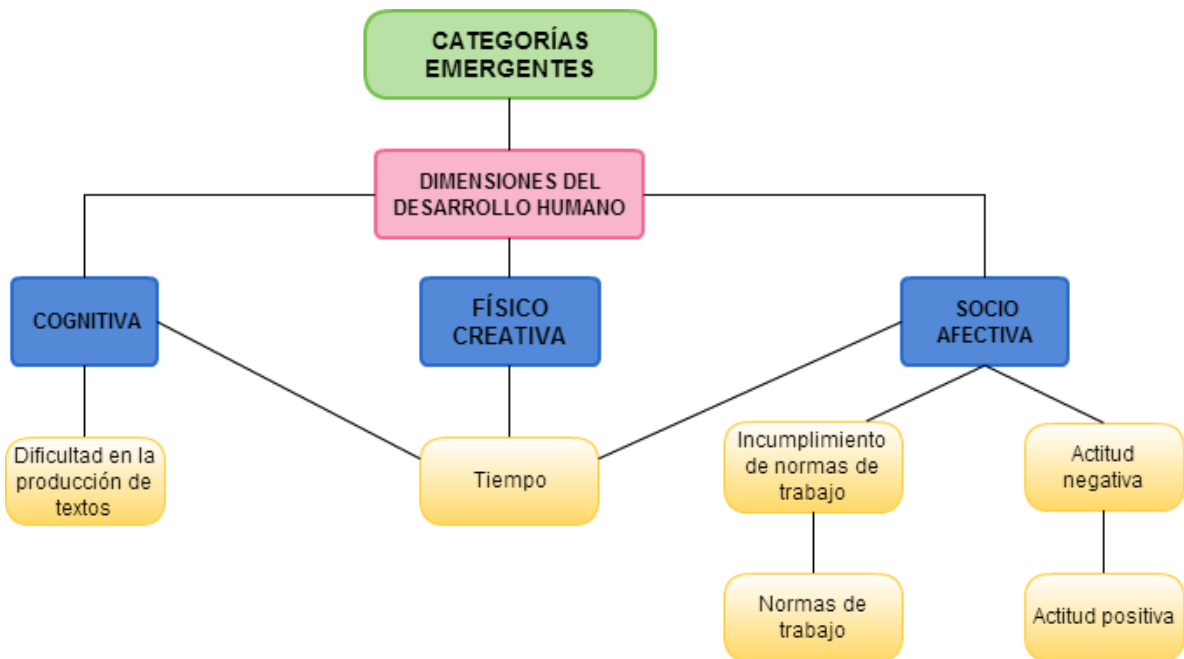 CATEGORÍAS
EMERGENTES
DIMENSIONES DEL
DESARROLLO HUMANO
COGNITIVA
FÍSICO
CREATIVA
SOCIO
AFECTIVA
Dificultad en la
producción de
textos
Tiempo
Incumplimiento
de normas de
trabajo
Actitud
negativa
Normas de
trabajo
Actitud positiva